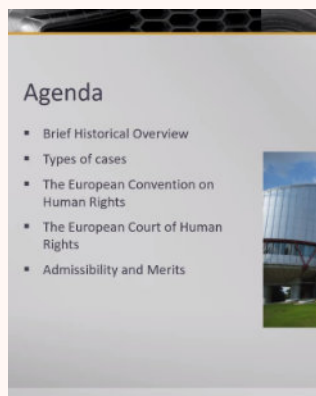 Agenda
▪ Brief Historical Overview
▪ Types of cases
▪ The European Convention on
Human Rights
▪ The European Court of Human
Rights
▪ Admissibility and Merits